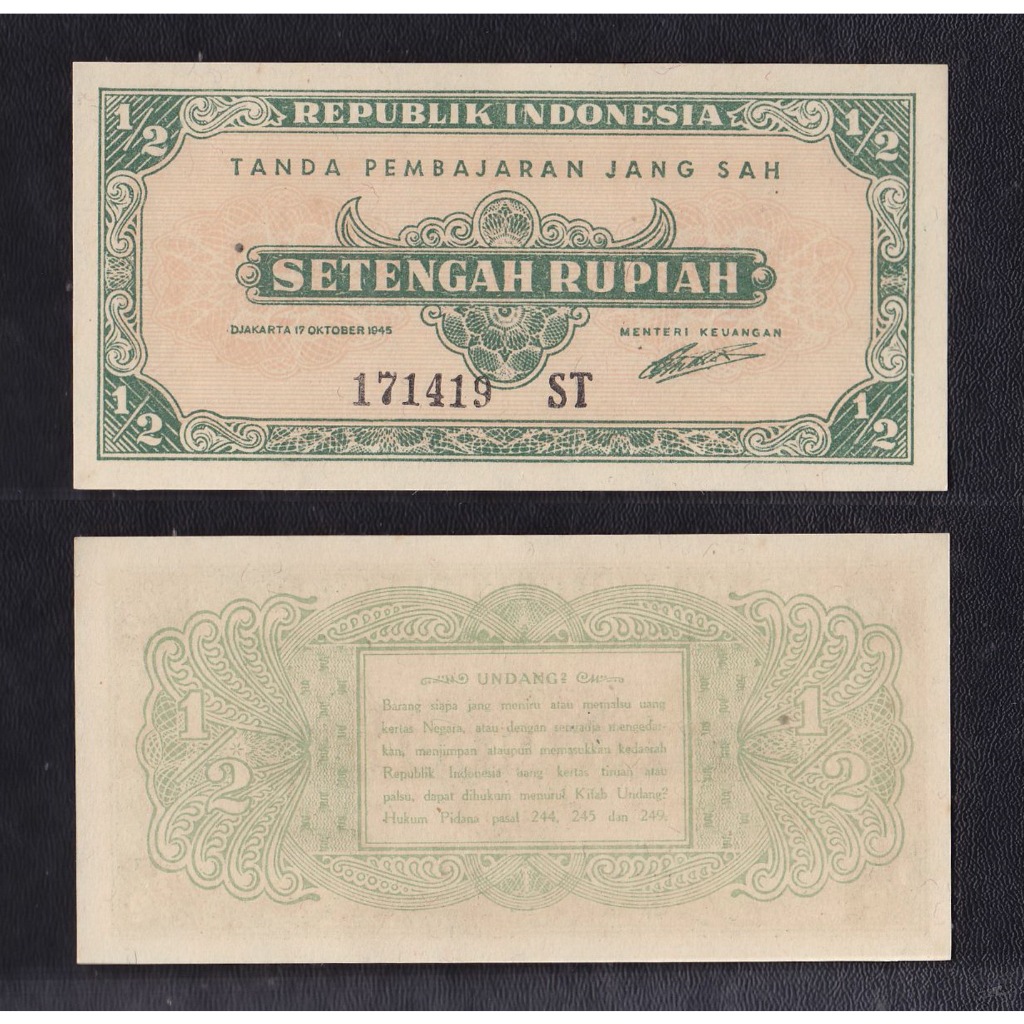 1/2 REPUBLIK INDONESIA 1/2
TANDA PEMBAJARAN JANG SAH
SETENGAH RUPIAH
DJAKARTA 17 OKTOBER 1945 MENTERI KEUANGAN
171419 ST
1/2 1/2
UNDANG2
Barang siapa jang meniru atau memalsu uang
kertas Negara, atau dengan sengadja mengedar-
kan, menjimpan ataupun memasukkan kedaerah
Republik Indonesia uang kertas tiruan atau
palsu, dapat dihukum menurut Kitab Undang2
Hukum Pidana pasal 244, 245 dan 249.
1/2 1/2